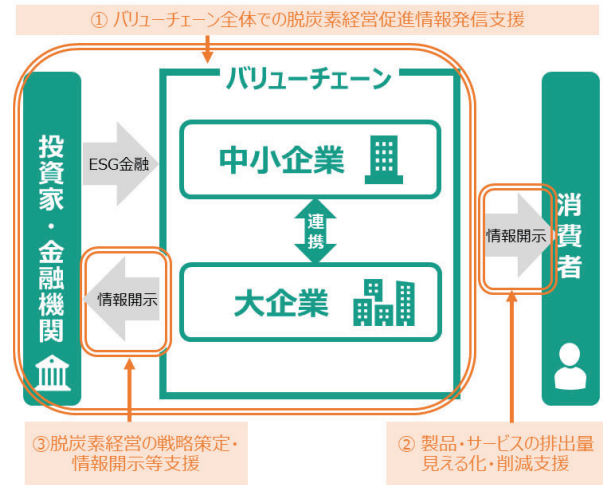 ① バリューチェーン全体での脱炭素経営促進情報発信支援
バリューチェーン
投資家・金融機関
ESG金融
中小企業
連携
情報開示
大企業
情報開示
消費者
③脱炭素経営の戦略策定・
情報開示等支援
② 製品・サービスの排出量
見える化・削減支援